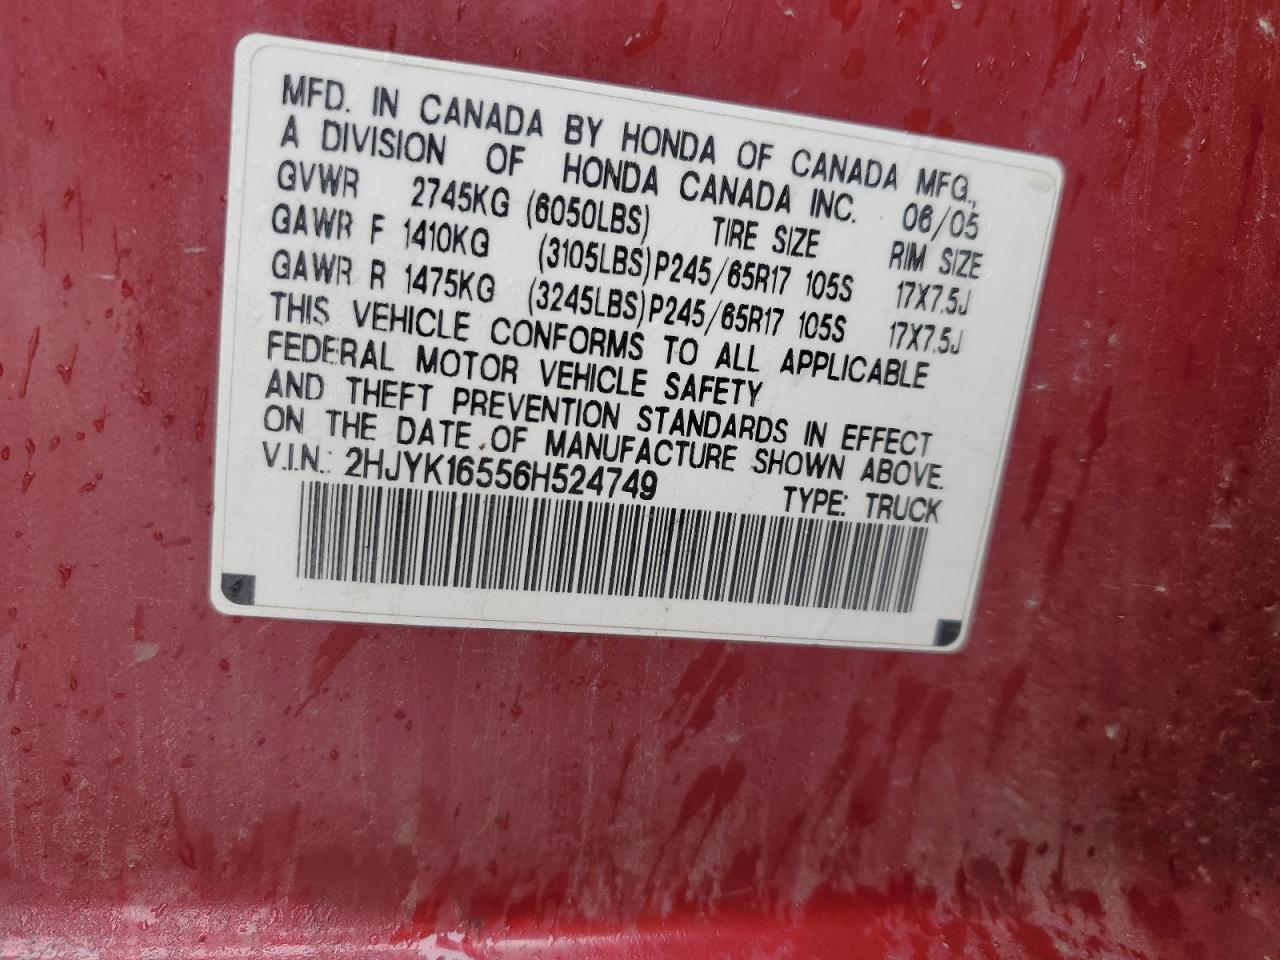 MFD. IN CANADA BY HONDA OF CANADA MFG.,
A DIVISION OF HONDA CANADA INC. 06/05
GVWR 2745KG (6050LBS) TIRE SIZE RIM SIZE
GAWR F 1410KG (3105LBS) P245/65R17 105S 17X7.5J
GAWR R 1475KG (3245LBS) P245/65R17 105S 17X7.5J
THIS VEHICLE CONFORMS TO ALL APPLICABLE
FEDERAL MOTOR VEHICLE SAFETY
AND THEFT PREVENTION STANDARDS IN EFFECT
ON THE DATE OF MANUFACTURE SHOWN ABOVE.
V.I.N.: 2HJYK16556H524749 TYPE: TRUCK